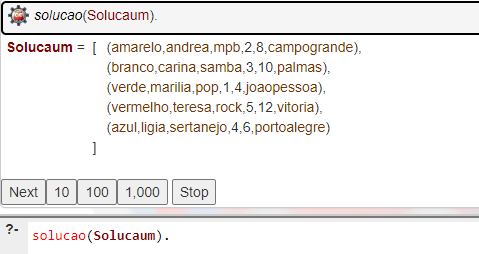 solucao(Solucaum).
Solucaum = [ (amarelo,andrea,mpb,2,8,campogrande),
(branco,carina,samba,3,10,palmas),
(verde,marilia,pop,1,4,joaopessoa),
(vermelho,teresa,rock,5,12,vitoria),
(azul,ligia,sertanejo,4,6,portoalegre)
]
Next 10 100 1,000 Stop
?- solucao(Solucaum).